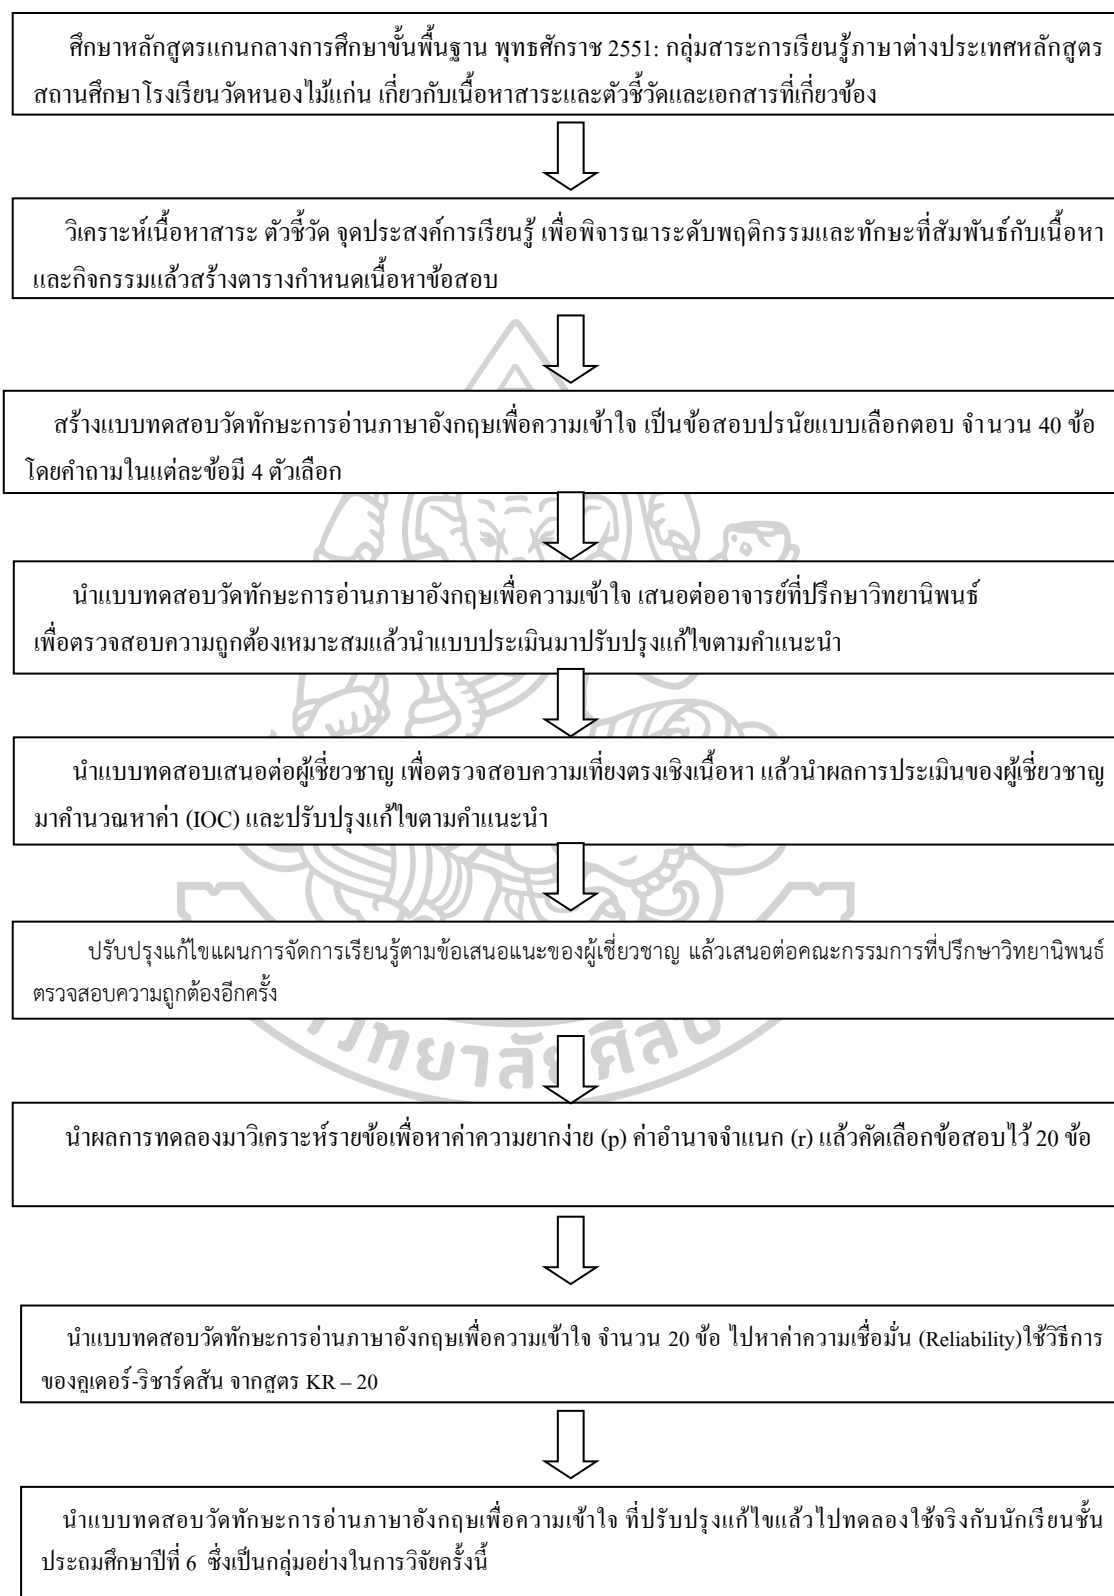 ศึกษาหลักสูตรแกนกลางการศึกษาขั้นพื้นฐาน พุทธศักราช 2551: กลุ่มสาระการเรียนรู้ภาษาต่างประเทศหลักสูตร
สถานศึกษาโรงเรียนวัดหนองไม้แก่น เกี่ยวกับเนื้อหาสาระและตัวชี้วัดและเอกสารที่เกี่ยวข้อง
วิเคราะห์เนื้อหาสาระ ตัวชี้วัด จุดประสงค์การเรียนรู้ เพื่อพิจารณาระดับพฤติกรรมและทักษะที่สัมพันธ์กับเนื้อหา
และกิจกรรมแล้วสร้างตารางกำหนดเนื้อหาข้อสอบ
สร้างแบบทดสอบวัดทักษะการอ่านภาษาอังกฤษเพื่อความเข้าใจ เป็นข้อสอบปรนัยแบบเลือกตอบ จำนวน 40 ข้อ
โดยคำถามในแต่ละข้อมี 4 ตัวเลือก
นำแบบทดสอบวัดทักษะการอ่านภาษาอังกฤษเพื่อความเข้าใจ เสนอต่ออาจารย์ที่ปรึกษาวิทยานิพนธ์
เพื่อตรวจสอบความถูกต้องเหมาะสมแล้วนำแบบประเมินมาปรับปรุงแก้ไขตามคำแนะนำ
นำแบบทดสอบเสนอต่อผู้เชี่ยวชาญ เพื่อตรวจสอบความเที่ยงตรงเชิงเนื้อหา แล้วนำผลการประเมินของผู้เชี่ยวชาญ
มาคำนวณหาค่า (IOC) และปรับปรุงแก้ไขตามคำแนะนำ
ปรับปรุงแก้ไขแผนการจัดการเรียนรู้ตามข้อเสนอแนะของผู้เชี่ยวชาญ แล้วเสนอต่อคณะกรรมการที่ปรึกษาวิทยานิพนธ์
ตรวจสอบความถูกต้องอีกครั้ง
นำผลการทดลองมาวิเคราะห์รายข้อเพื่อหาค่าความยากง่าย (p) ค่าอำนาจจำแนก (r) แล้วคัดเลือกข้อสอบไว้ 20 ข้อ
นำแบบทดสอบวัดทักษะการอ่านภาษาอังกฤษเพื่อความเข้าใจ จำนวน 20 ข้อ ไปหาค่าความเชื่อมั่น (Reliability)ใช้วิธีการ
ของคูเดอร์-ริชาร์ดสัน จากสูตร KR – 20
นำแบบทดสอบวัดทักษะการอ่านภาษาอังกฤษเพื่อความเข้าใจ ที่ปรับปรุงแก้ไขแล้วไปทดลองใช้จริงกับนักเรียนชั้น
ประถมศึกษาปีที่ 6 ซึ่งเป็นกลุ่มอย่างในการวิจัยครั้งนี้